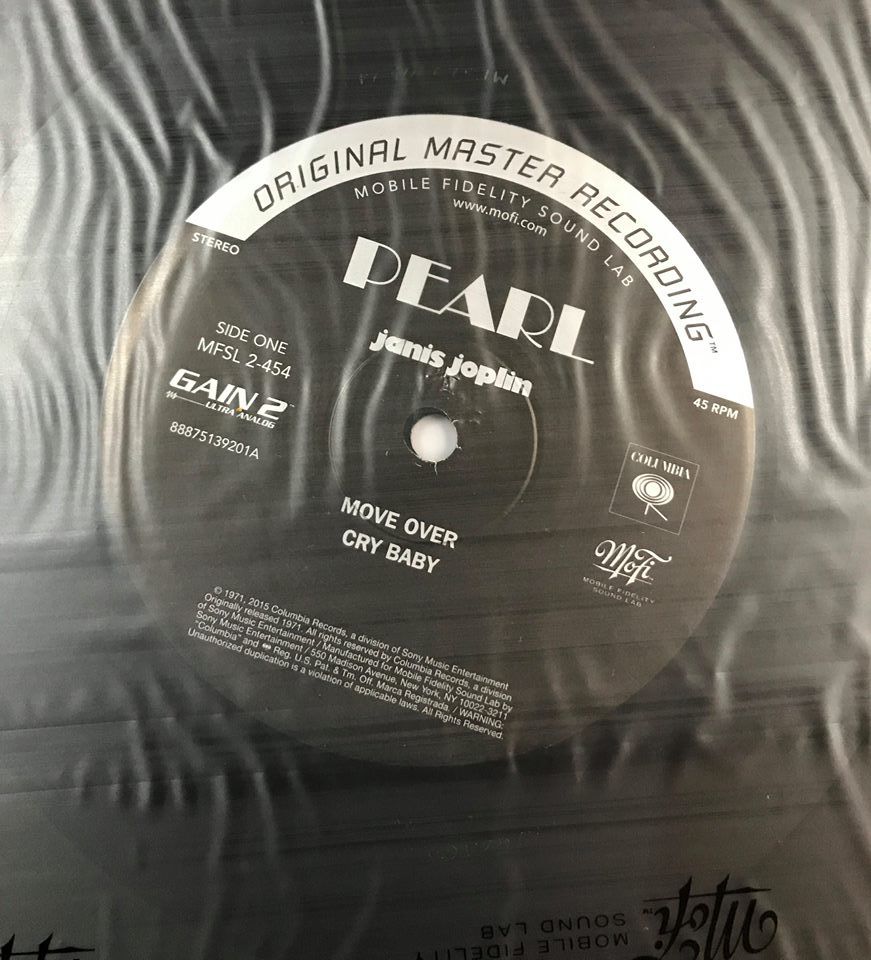 ORIGINAL MASTER RECORDING™
MOBILE FIDELITY SOUND LAB
www.mofi.com
STEREO
45 RPM
PEARL
janis joplin
SIDE ONE
MFSL 2-454
GAIN 2™
ULTRA ANALOG
88875139201A
COLUMBIA
MoFi™
MOBILE FIDELITY
SOUND LAB
MOVE OVER
CRY BABY
© 1971, 2015 Columbia Records, a division of Sony Music Entertainment
Originally released 1971. All rights reserved by Columbia Records, a division
of Sony Music Entertainment / Manufactured for Mobile Fidelity Sound Lab by
Sony Music Entertainment / 550 Madison Avenue, New York, NY 10022-3211
"Columbia" and Reg. U.S. Pat. & Tm. Off. Marca Registrada. / WARNING:
Unauthorized duplication is a violation of applicable laws. All Rights Reserved.
MoFi™
MOBILE FIDELITY
SOUND LAB